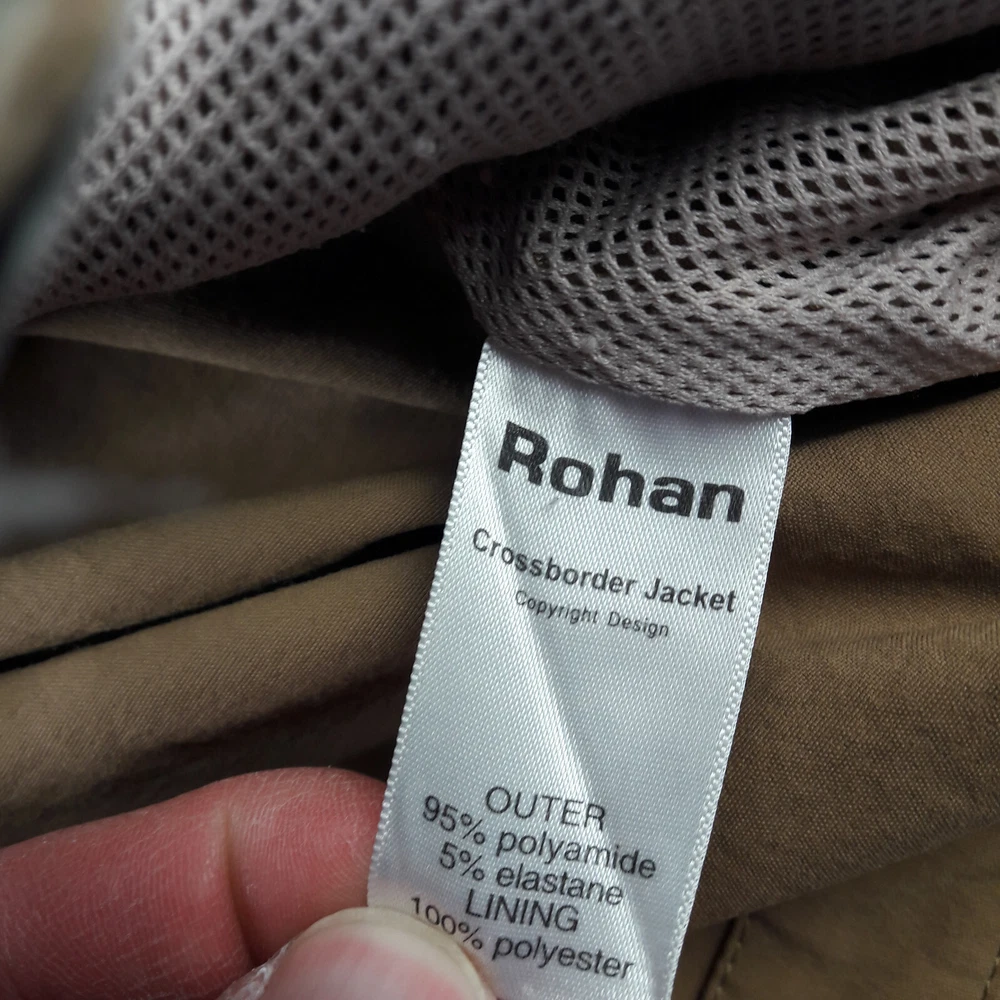 Rohan
Crossborder Jacket
Copyright Design
OUTER
95% polyamide
5% elastane
LINING
100% polyester